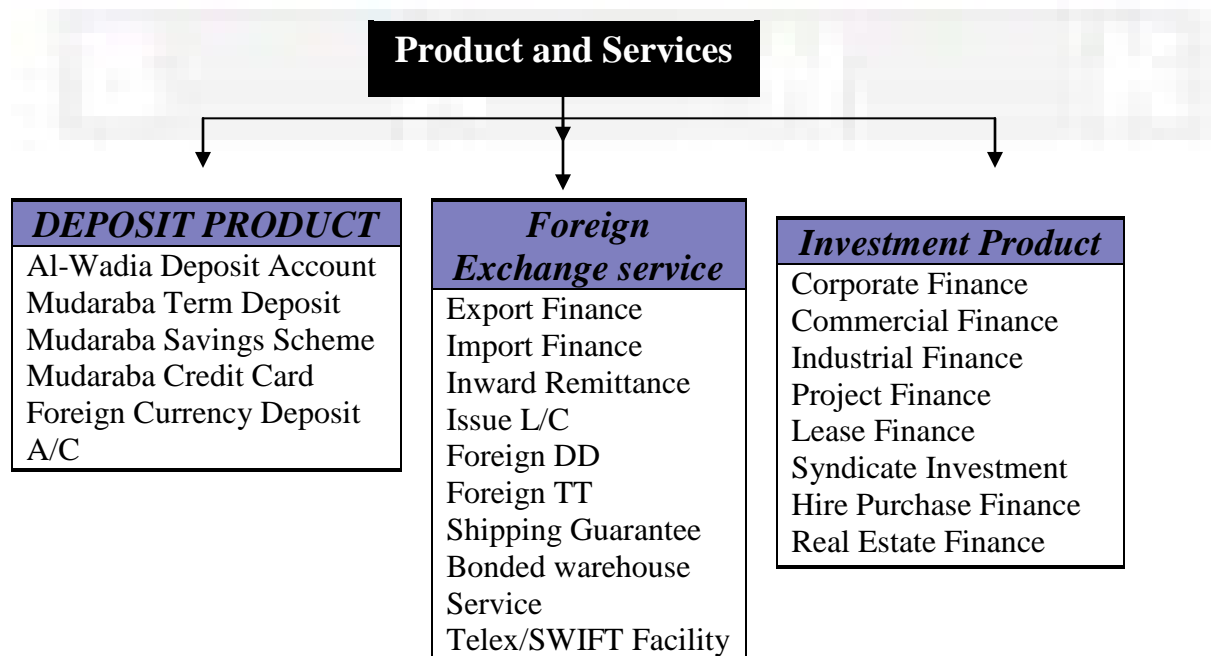 Product and Services
DEPOSIT PRODUCT
Al-Wadia Deposit Account
Mudaraba Term Deposit
Mudaraba Savings Scheme
Mudaraba Credit Card
Foreign Currency Deposit
A/C
Foreign
Exchange service
Export Finance
Import Finance
Inward Remittance
Issue L/C
Foreign DD
Foreign TT
Shipping Guarantee
Bonded warehouse
Service
Telex/SWIFT Facility
Investment Product
Corporate Finance
Commercial Finance
Industrial Finance
Project Finance
Lease Finance
Syndicate Investment
Hire Purchase Finance
Real Estate Finance